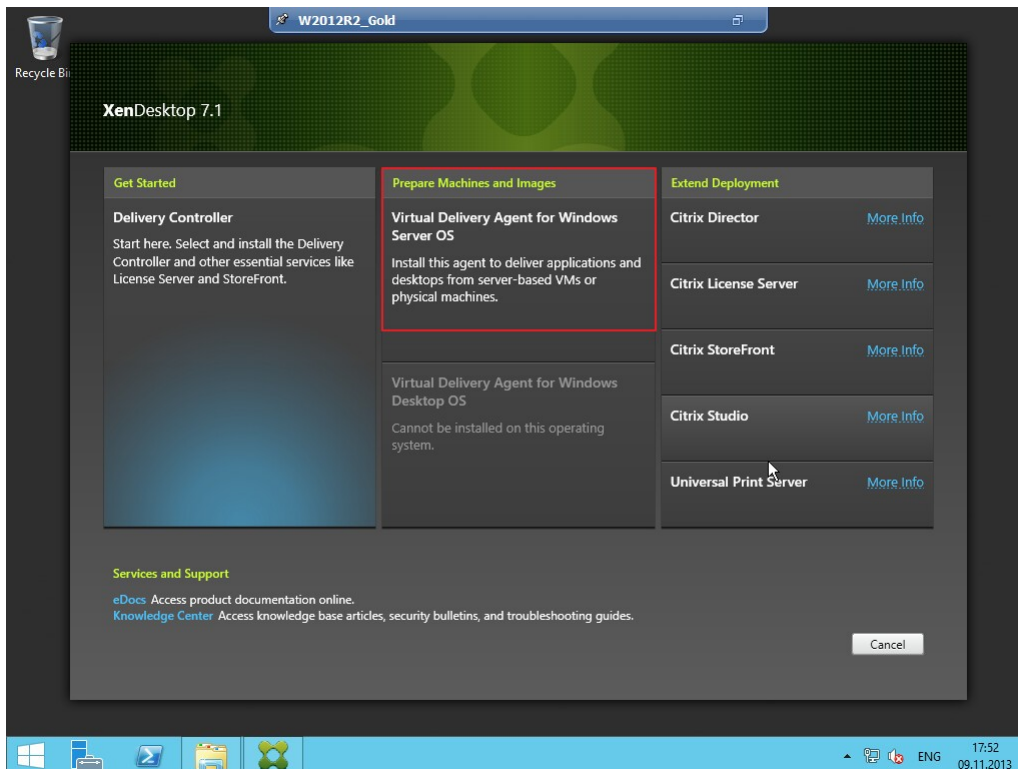 W2012R2_Gold
Recycle Bi
XenDesktop 7.1
Get Started
Delivery Controller
Start here. Select and install the Delivery
Controller and other essential services like
License Server and StoreFront.
Prepare Machines and Images
Virtual Delivery Agent for Windows
Server OS
Install this agent to deliver applications and
desktops from server-based VMs or
physical machines.
Virtual Delivery Agent for Windows
Desktop OS
Cannot be installed on this operating
system.
Extend Deployment
Citrix Director More Info
Citrix License Server More Info
Citrix StoreFront More Info
Citrix Studio More Info
Universal Print Server More Info
Services and Support
eDocs Access product documentation online.
Knowledge Center Access knowledge base articles, security bulletins, and troubleshooting guides.
Cancel
ENG
17:52
09.11.2013